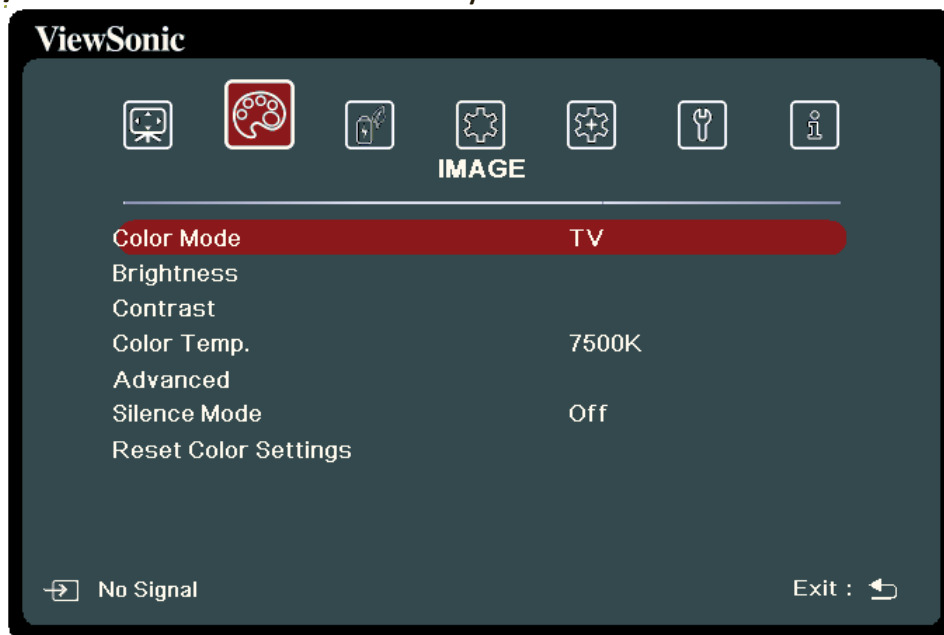 ViewSonic
IMAGE
Color Mode TV
Brightness
Contrast
Color Temp. 7500K
Advanced
Silence Mode Off
Reset Color Settings
No Signal Exit :